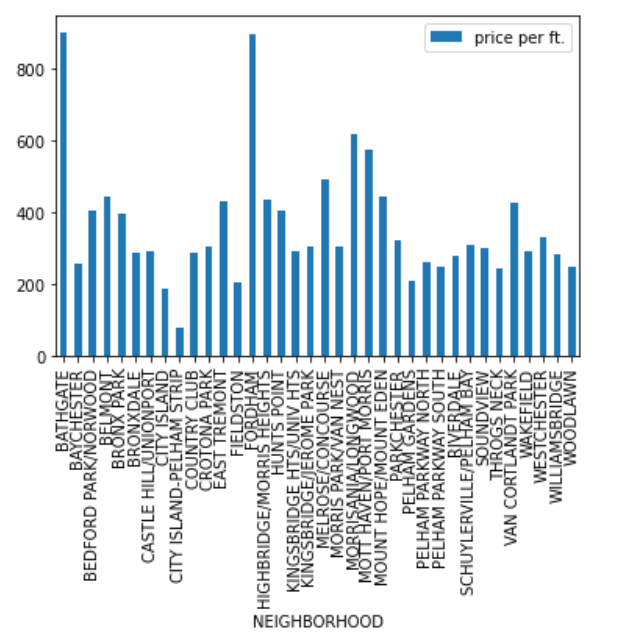 price per ft.
800
600
400
200
0
BATHGATE
BAYCHESTER
BEDFORD PARK/NORWOOD
BELMONT
BRONX PARK
BRONXDALE
CASTLE HILL/UNIONPORT
CITY ISLAND
CITY ISLAND-PELHAM STRIP
COUNTRY CLUB
CROTONA PARK
EAST TREMONT
FIELDSTON
FORDHAM
HIGHBRIDGE/MORRIS HEIGHTS
HUNTS POINT
KINGSBRIDGE HTS/UNIV HTS
KINGSBRIDGE/JEROME PARK
MELROSE/CONCOURSE
MORRIS PARK/VAN NEST
MORRISANIA/LONGWOOD
MOTT HAVEN/PORT MORRIS
MOUNT HOPE/MOUNT EDEN
PARKCHESTER
PELHAM GARDENS
PELHAM PARKWAY NORTH
PELHAM PARKWAY SOUTH
RIVERDALE
SCHUYLERVILLE/PELHAM BAY
SOUNDVIEW
THROGS NECK
VAN CORTLANDT PARK
WAKEFIELD
WESTCHESTER
WILLIAMSBRIDGE
WOODLAWN
NEIGHBORHOOD